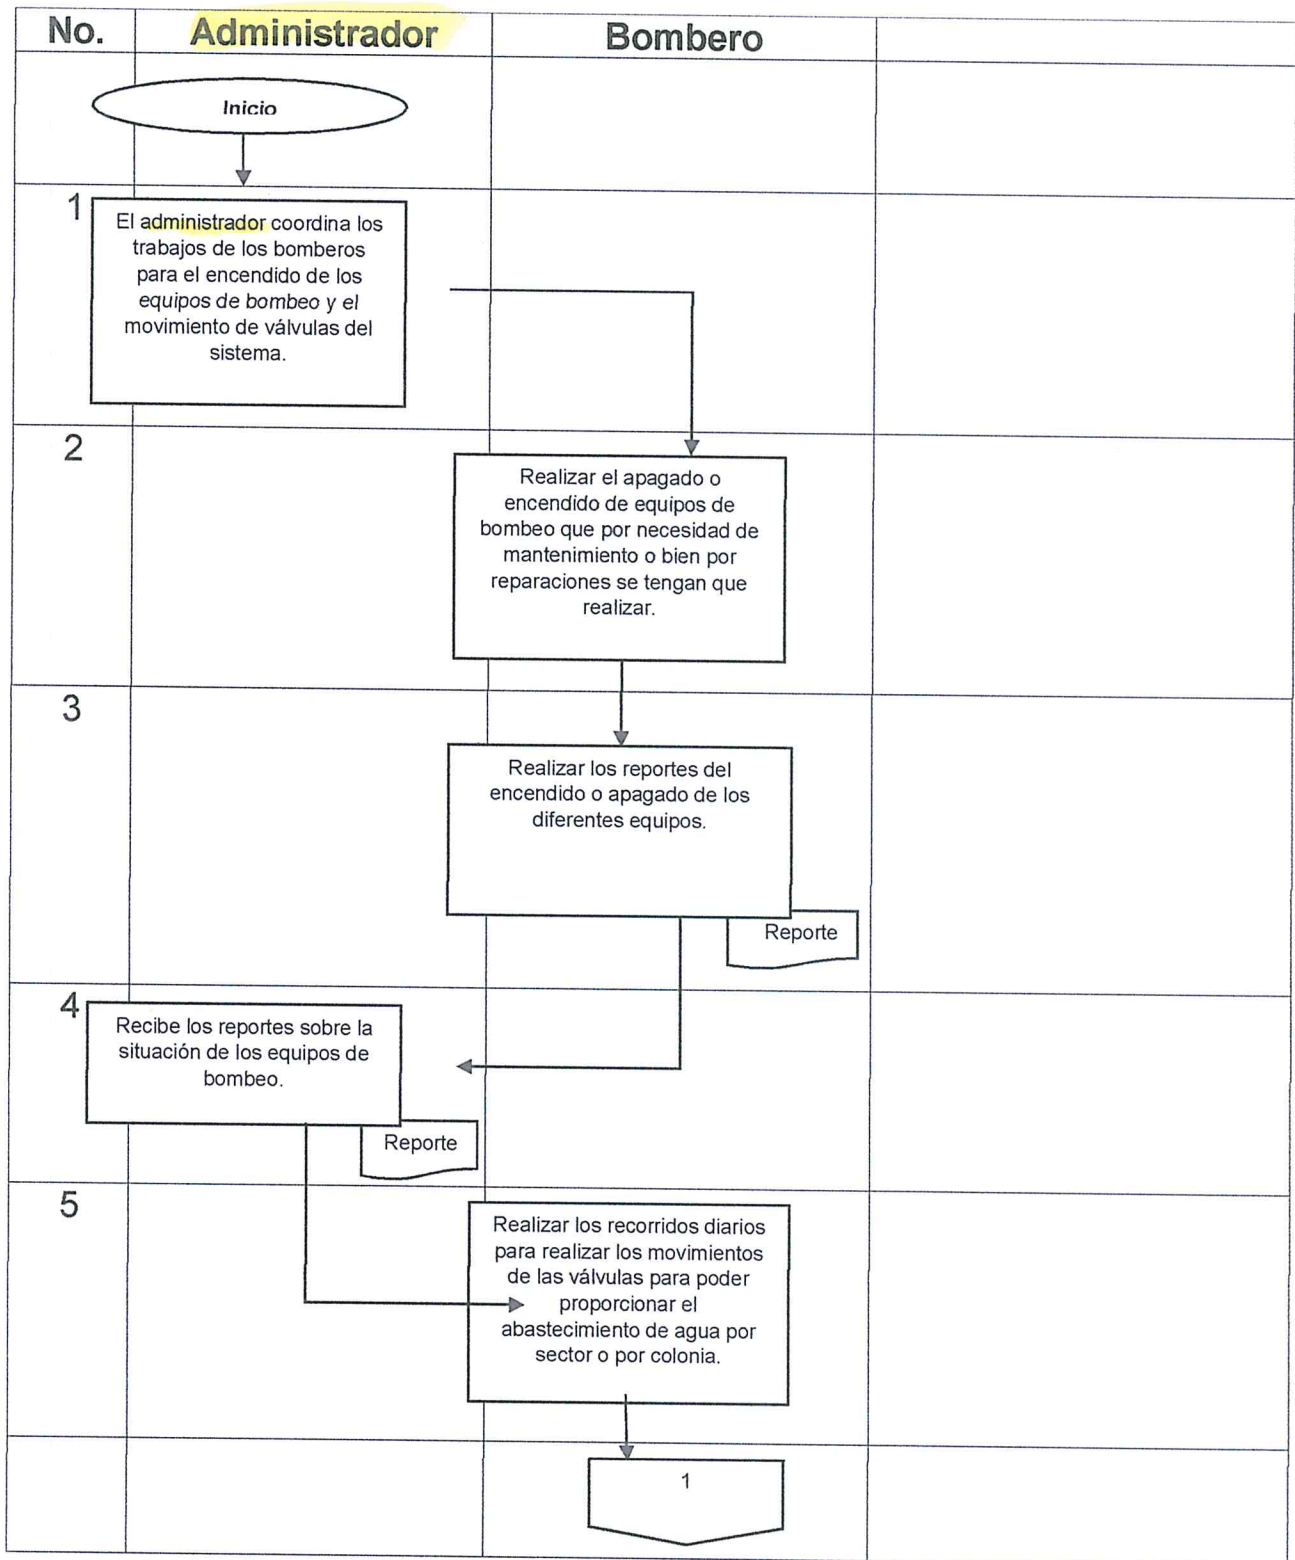 No. Administrador Bombero
Inicio
1
El administrador coordina los
trabajos de los bomberos
para el encendido de los
equipos de bombeo y el
movimiento de válvulas del
sistema.
2
Realizar el apagado o
encendido de equipos de
bombeo que por necesidad de
mantenimiento o bien por
reparaciones se tengan que
realizar.
3
Realizar los reportes del
encendido o apagado de los
diferentes equipos.
Reporte
4
Recibe los reportes sobre la
situación de los equipos de
bombeo.
Reporte
5
Realizar los recorridos diarios
para realizar los movimientos
de las válvulas para poder
proporcionar el
abastecimiento de agua por
sector o por colonia.
1